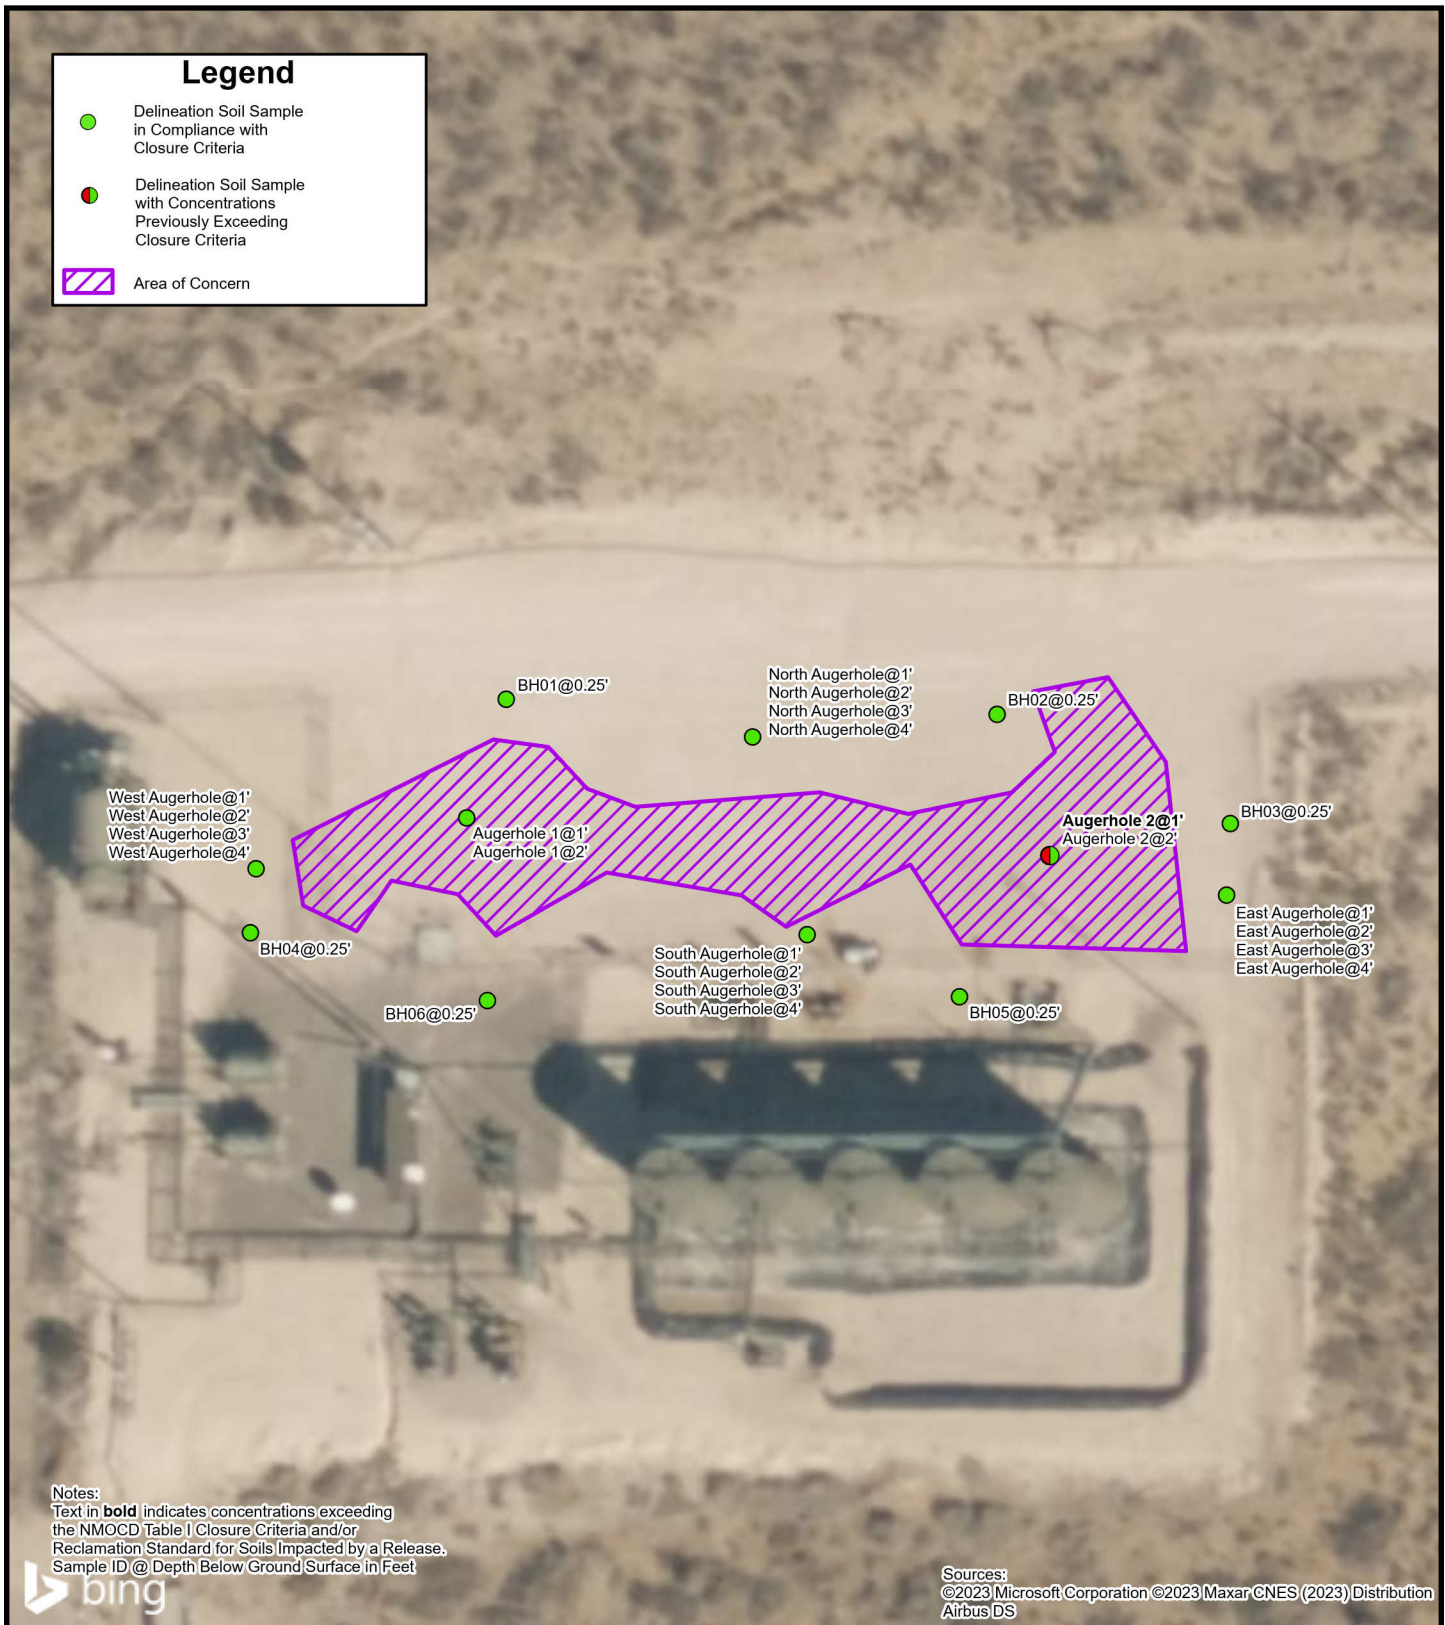 Legend
Delineation Soil Sample
in Compliance with
Closure Criteria
Delineation Soil Sample
with Concentrations
Previously Exceeding
Closure Criteria
Area of Concern
BH01@0.25'
North Augerhole@1'
North Augerhole@2'
North Augerhole@3'
North Augerhole@4'
BH02@0.25'
West Augerhole@1'
West Augerhole@2'
West Augerhole@3'
West Augerhole@4'
Augerhole 1@1'
Augerhole 1@2'
Augerhole 2@1'
Augerhole 2@2'
BH03@0.25'
East Augerhole@1'
East Augerhole@2'
East Augerhole@3'
East Augerhole@4'
BH04@0.25'
South Augerhole@1'
South Augerhole@2'
South Augerhole@3'
South Augerhole@4'
BH06@0.25'
BH05@0.25'
Notes:
Text in bold indicates concentrations exceeding
the NMOCD Table I Closure Criteria and/or
Reclamation Standard for Soils Impacted by a Release.
Sample ID @ Depth Below Ground Surface in Feet
bing
Sources:
©2023 Microsoft Corporation ©2023 Maxar CNES (2023) Distribution
Airbus DS